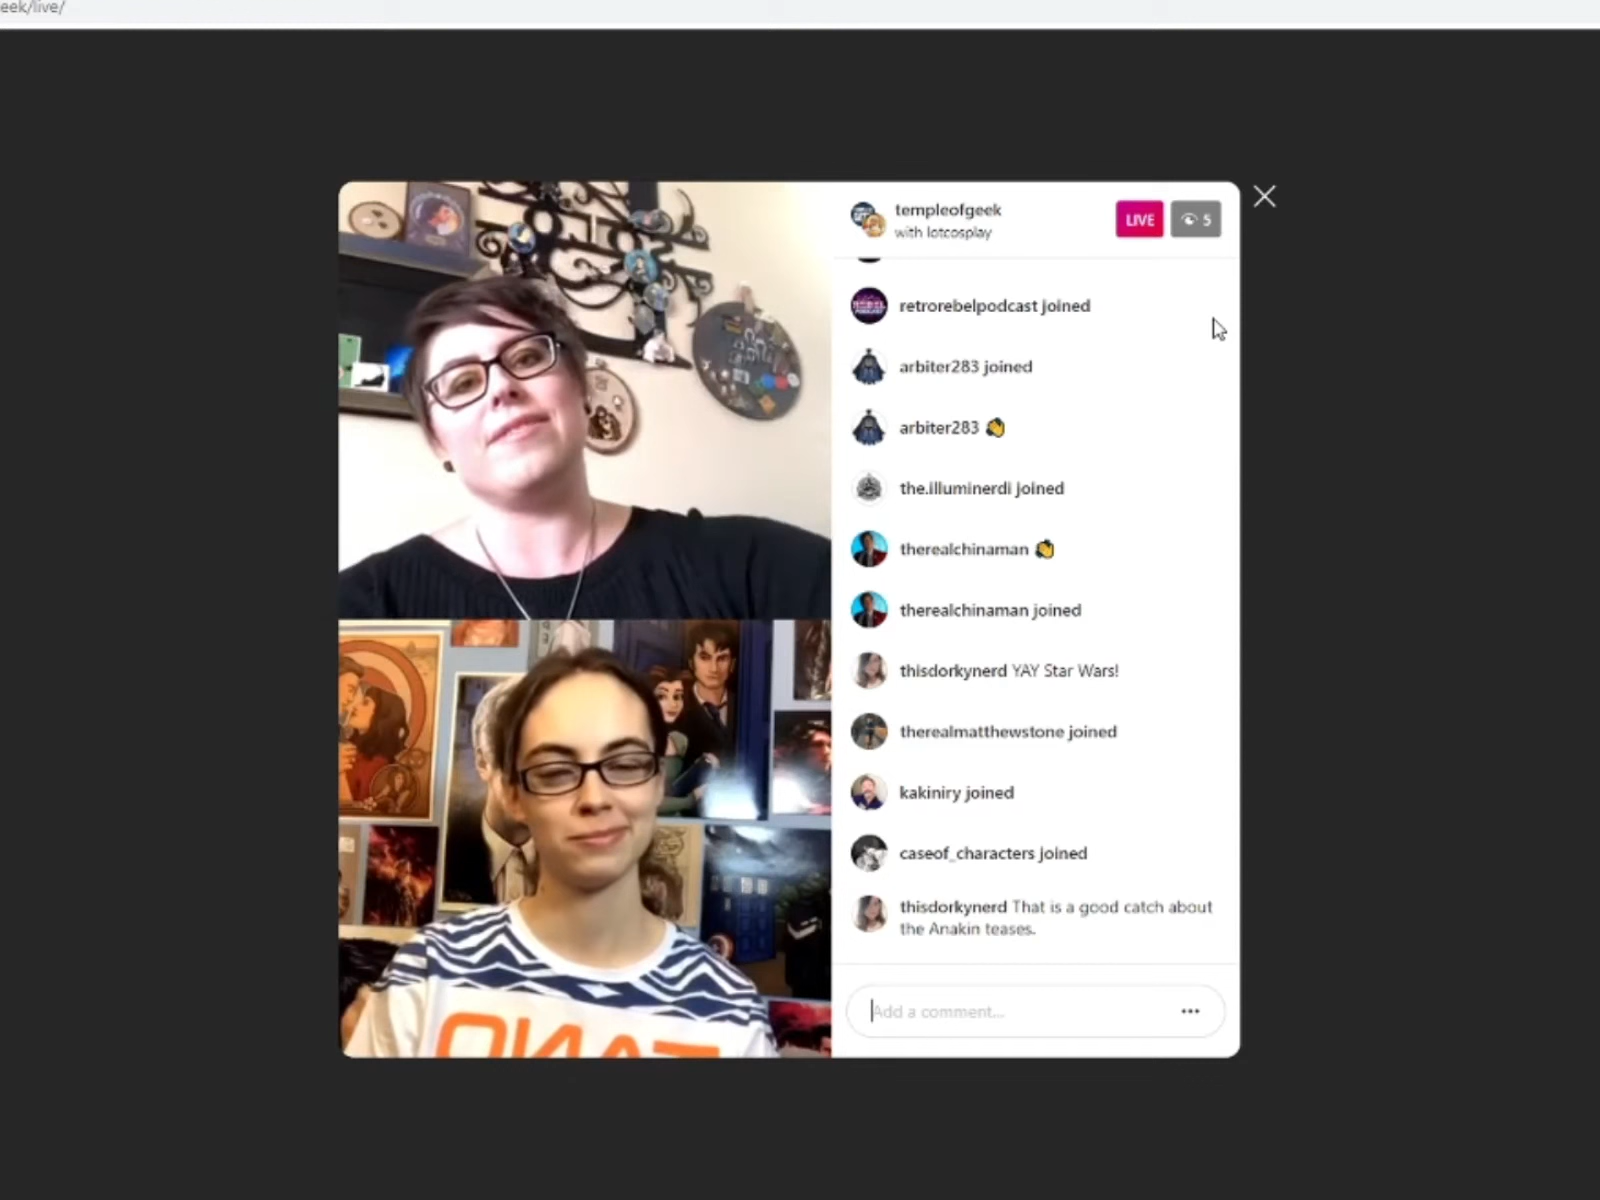 eek/live/
templeofgeek
with lotcosplay
LIVE
5
retrorebelpodcast joined
arbiter283 joined
arbiter283 👏
the.illuminerdi joined
therealchinaman 👏
therealchinaman joined
thisdorkynerd YAY Star Wars!
therealmatthewstone joined
kakiniry joined
caseof_characters joined
thisdorkynerd That is a good catch about
the Anakin teases.
Add a comment...